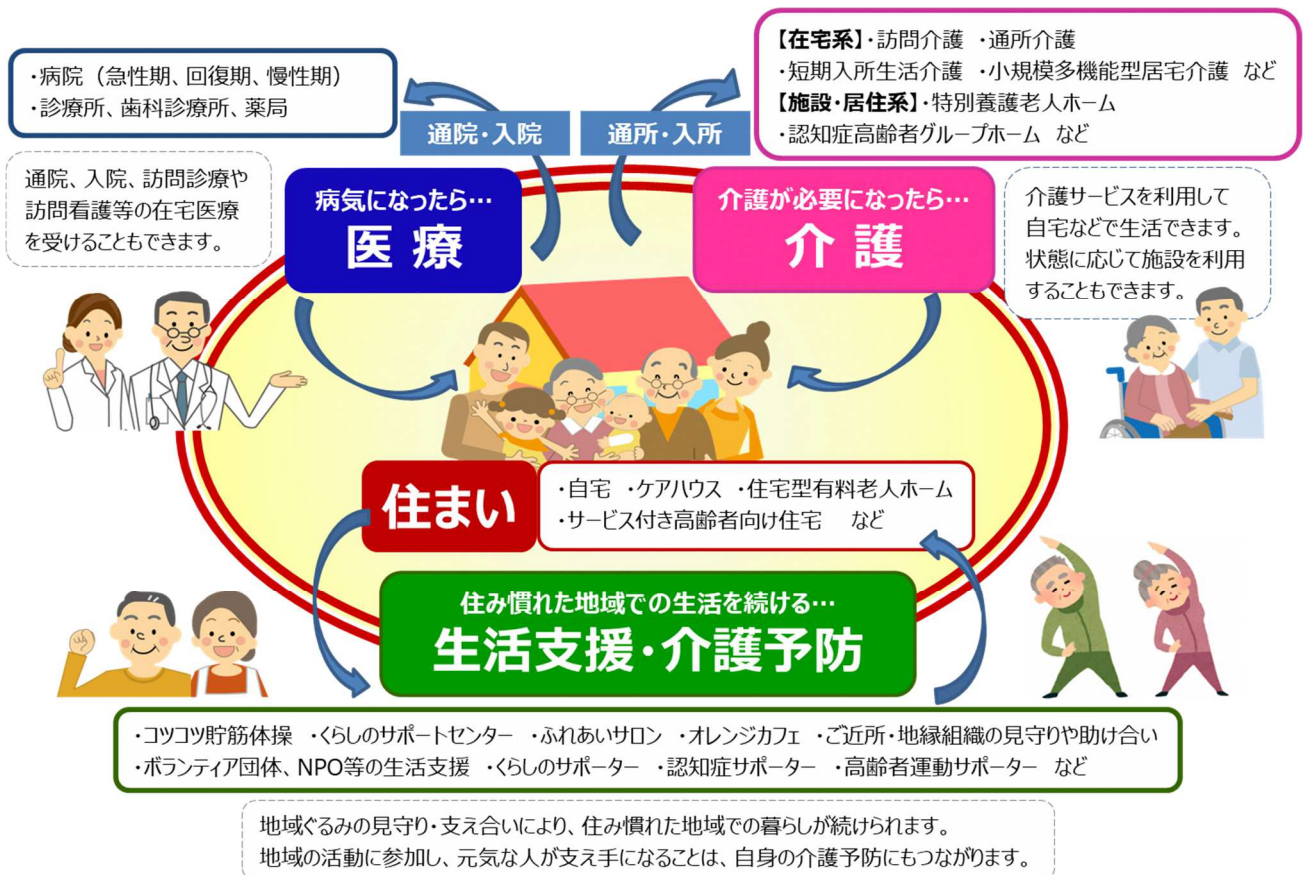 ・病院（急性期、回復期、慢性期）
・診療所、歯科診療所、薬局
通院・入院
通所・入所
【在宅系】・訪問介護 ・通所介護
・短期入所生活介護 ・小規模多機能型居宅介護 など
【施設・居住系】・特別養護老人ホーム
・認知症高齢者グループホーム など
通院、入院、訪問診療や
訪問看護等の在宅医療
を受けることもできます。
病気になったら…
医療
介護が必要になったら…
介護
介護サービスを利用して
自宅などで生活できます。
状態に応じて施設を利用
することもできます。
住まい
・自宅 ・ケアハウス ・住宅型有料老人ホーム
・サービス付き高齢者向け住宅 など
住み慣れた地域での生活を続ける…
生活支援・介護予防
・コツコツ貯筋体操 ・くらしのサポートセンター ・ふれあいサロン ・オレンジカフェ ・ご近所・地縁組織の見守りや助け合い
・ボランティア団体、NPO等の生活支援 ・くらしのサポーター ・認知症サポーター ・高齢者運動サポーター など
地域ぐるみの見守り・支え合いにより、住み慣れた地域での暮らしが続けられます。
地域の活動に参加し、元気な人が支え手になることは、自身の介護予防にもつながります。